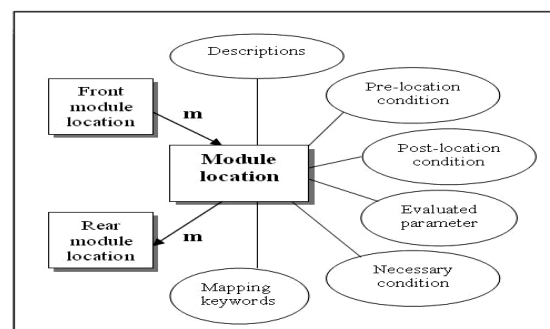 Descriptions
Front
module
location
m
Pre-location
condition
Module
location
Post-location
condition
Rear
module
location
m
Evaluated
parameter
Mapping
keywords
Necessary
condition